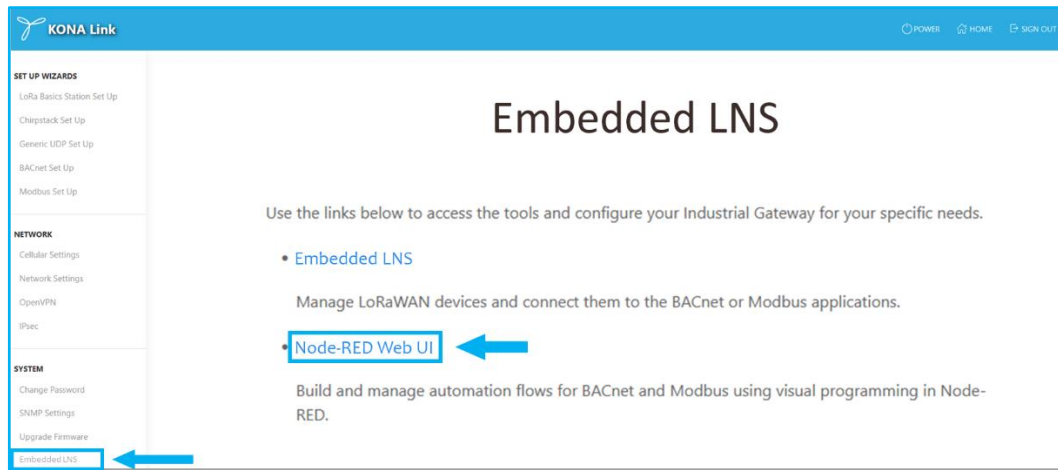 KONA Link
POWER
HOME
SIGN OUT
SET UP WIZARDS
LoRa Basics Station Set Up
Chirpstack Set Up
Generic UDP Set Up
BACnet Set Up
Modbus Set Up
NETWORK
Cellular Settings
Network Settings
OpenVPN
IPsec
SYSTEM
Change Password
SNMP Settings
Upgrade Firmware
Embedded LNS
Embedded LNS
Use the links below to access the tools and configure your Industrial Gateway for your specific needs.
• Embedded LNS
Manage LoRaWAN devices and connect them to the BACnet or Modbus applications.
• Node-RED Web UI
Build and manage automation flows for BACnet and Modbus using visual programming in Node-
RED.